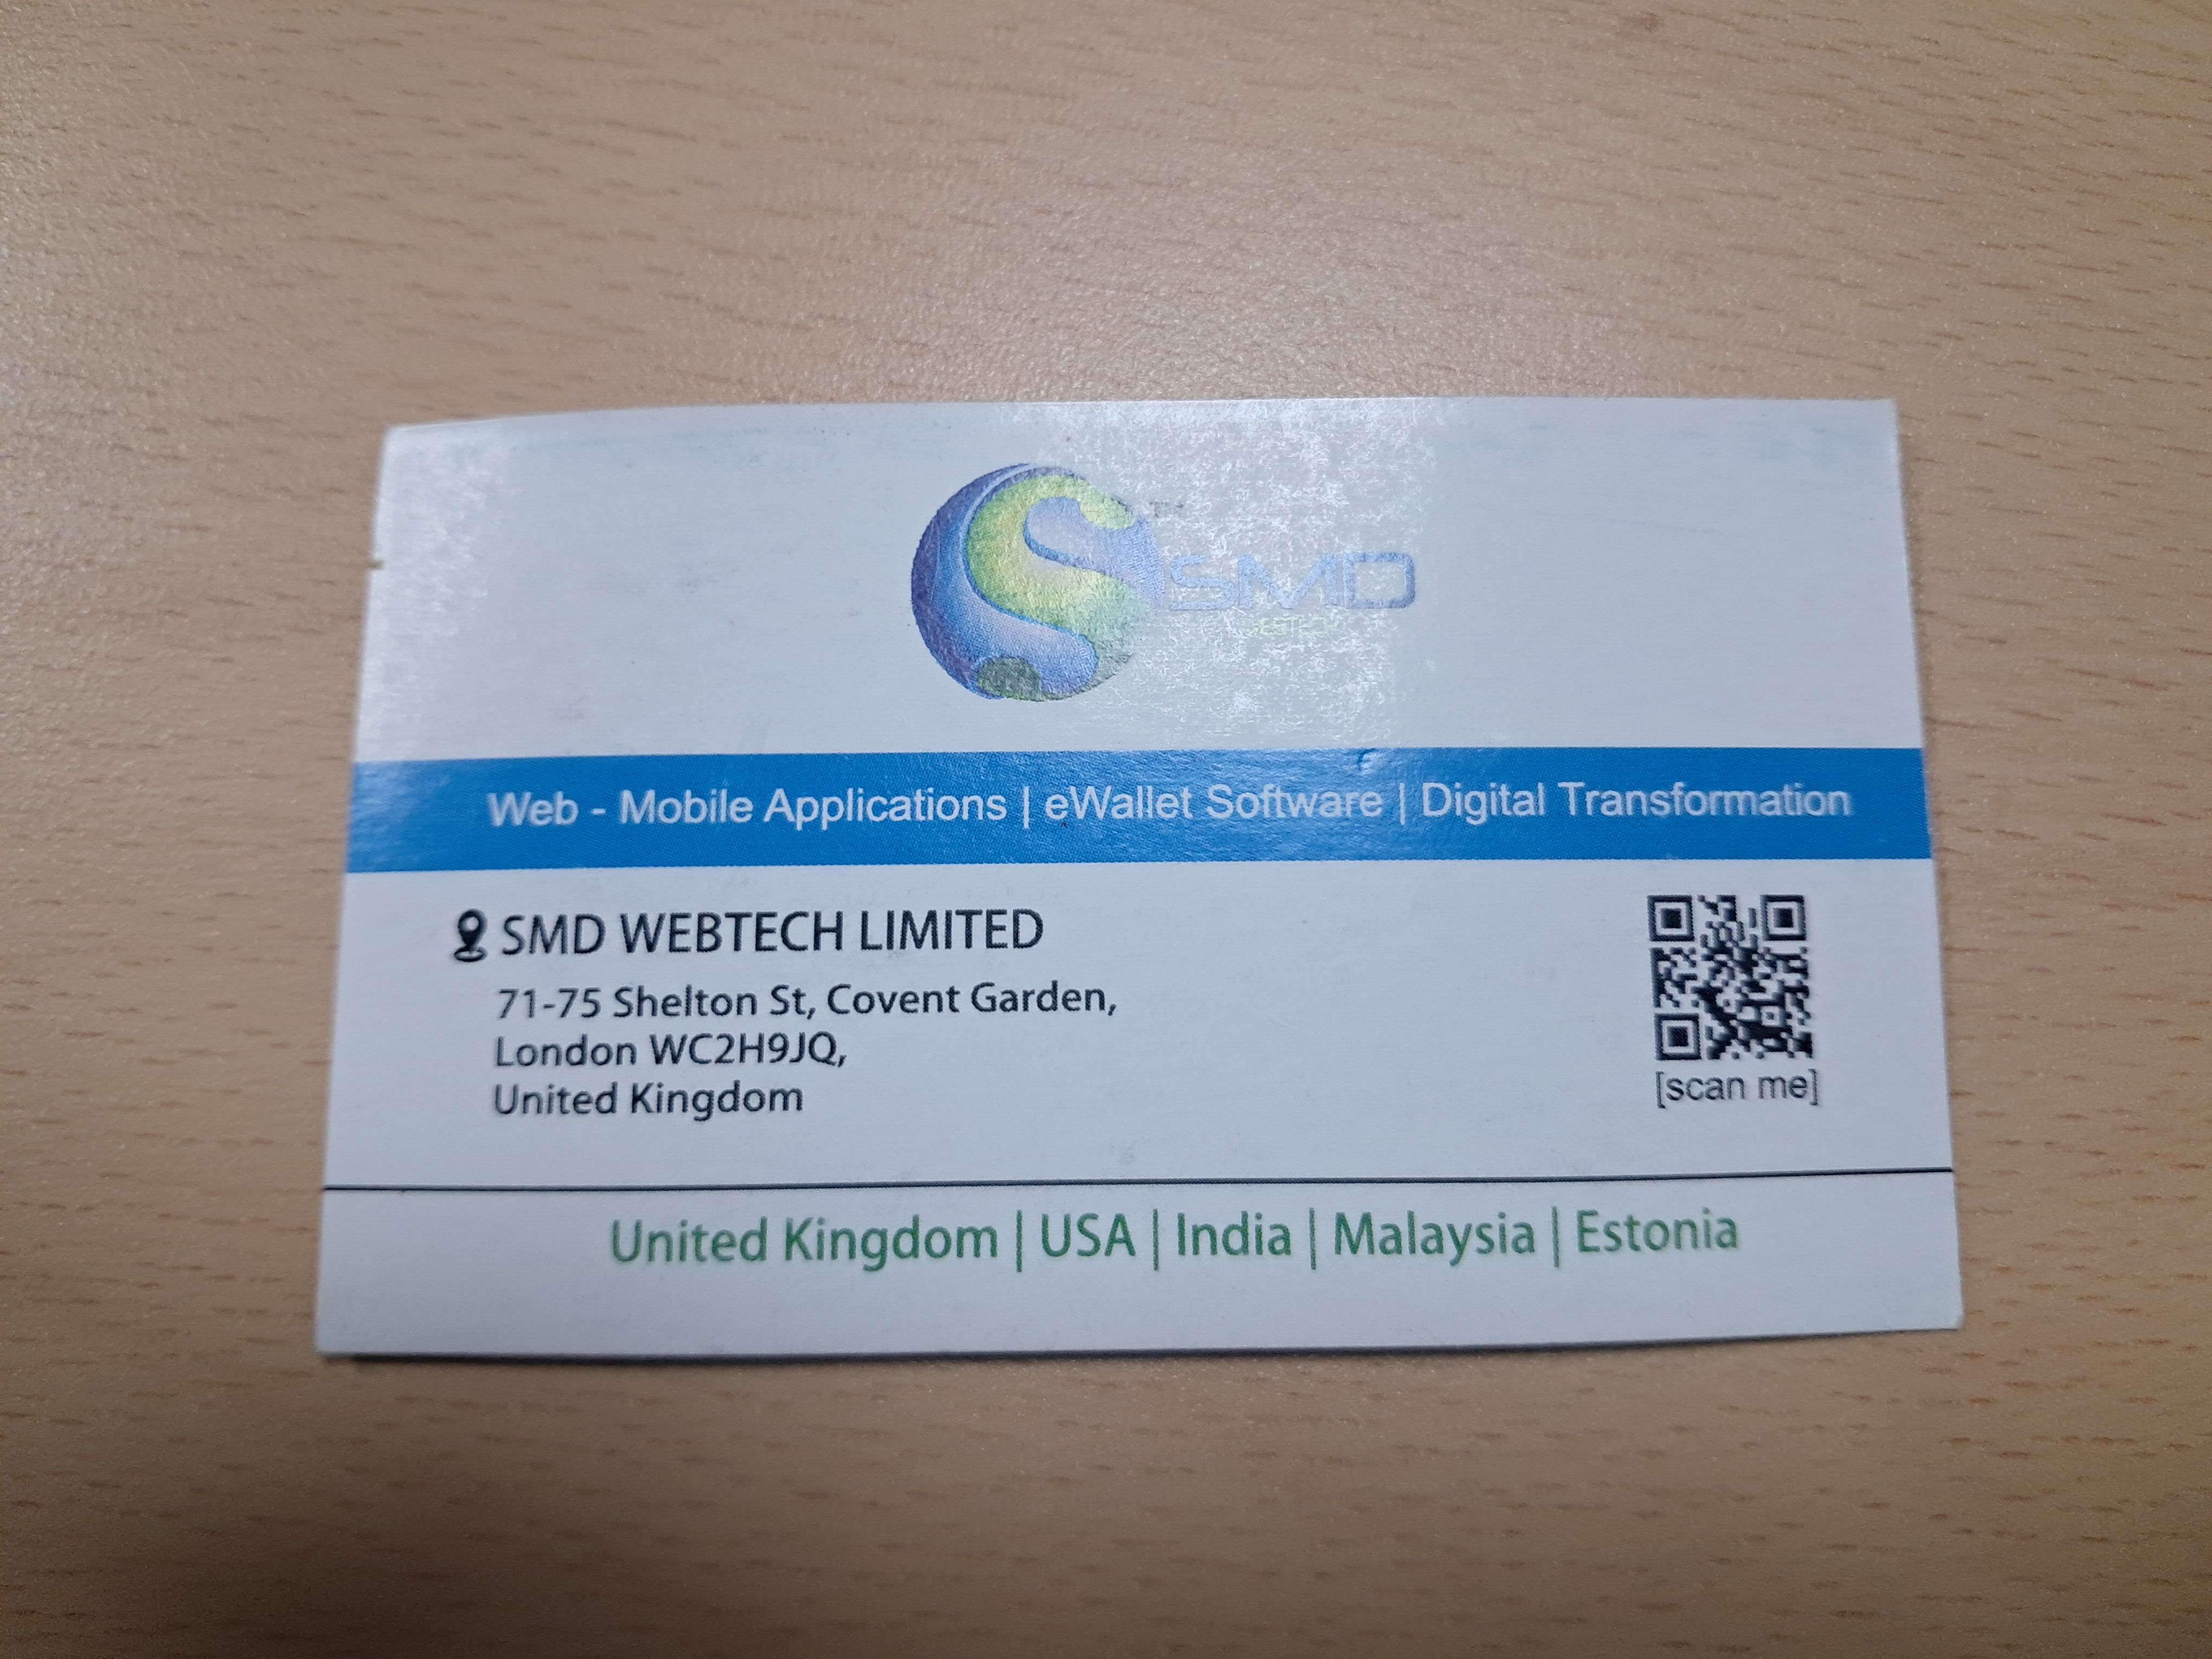 SMD
™
Web - Mobile Applications | eWallet Software | Digital Transformation
SMD WEBTECH LIMITED
71-75 Shelton St, Covent Garden,
London WC2H9JQ,
United Kingdom
[scan me]
United Kingdom | USA | India | Malaysia | Estonia